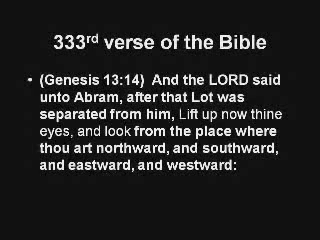 333rd verse of the Bible
• (Genesis 13:14)  And the LORD said
unto Abram, after that Lot was
separated from him, Lift up now thine
eyes, and look from the place where
thou art northward, and southward,
and eastward, and westward: